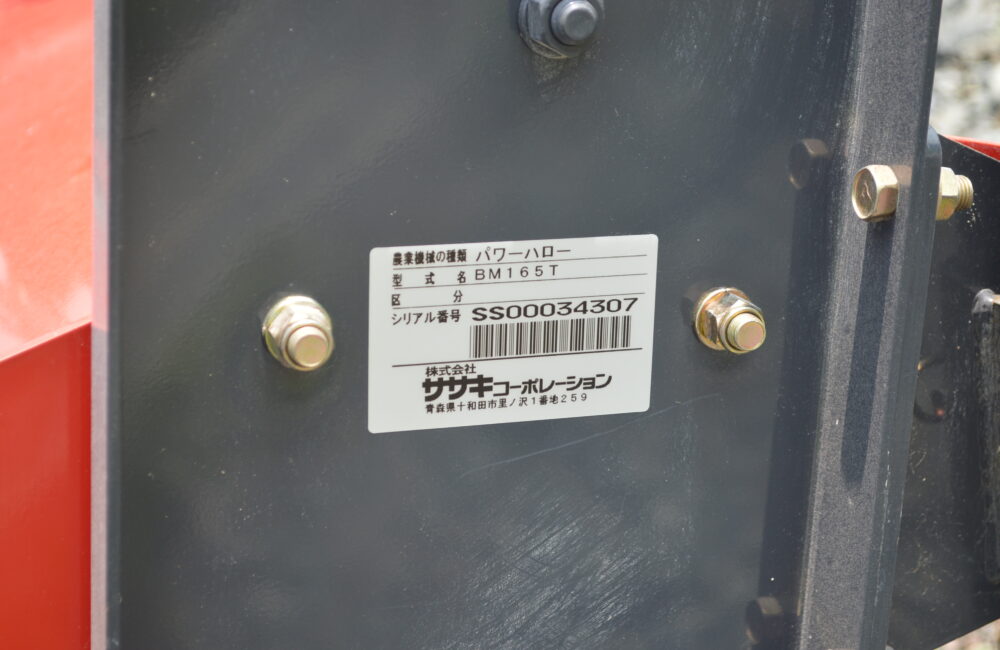 農業機械の種類 パワーハロー
型式名 BM165T
区分
シリアル番号 SS00034307
株式会社
ササキコーポレーション
青森県十和田市里ノ沢1番地259